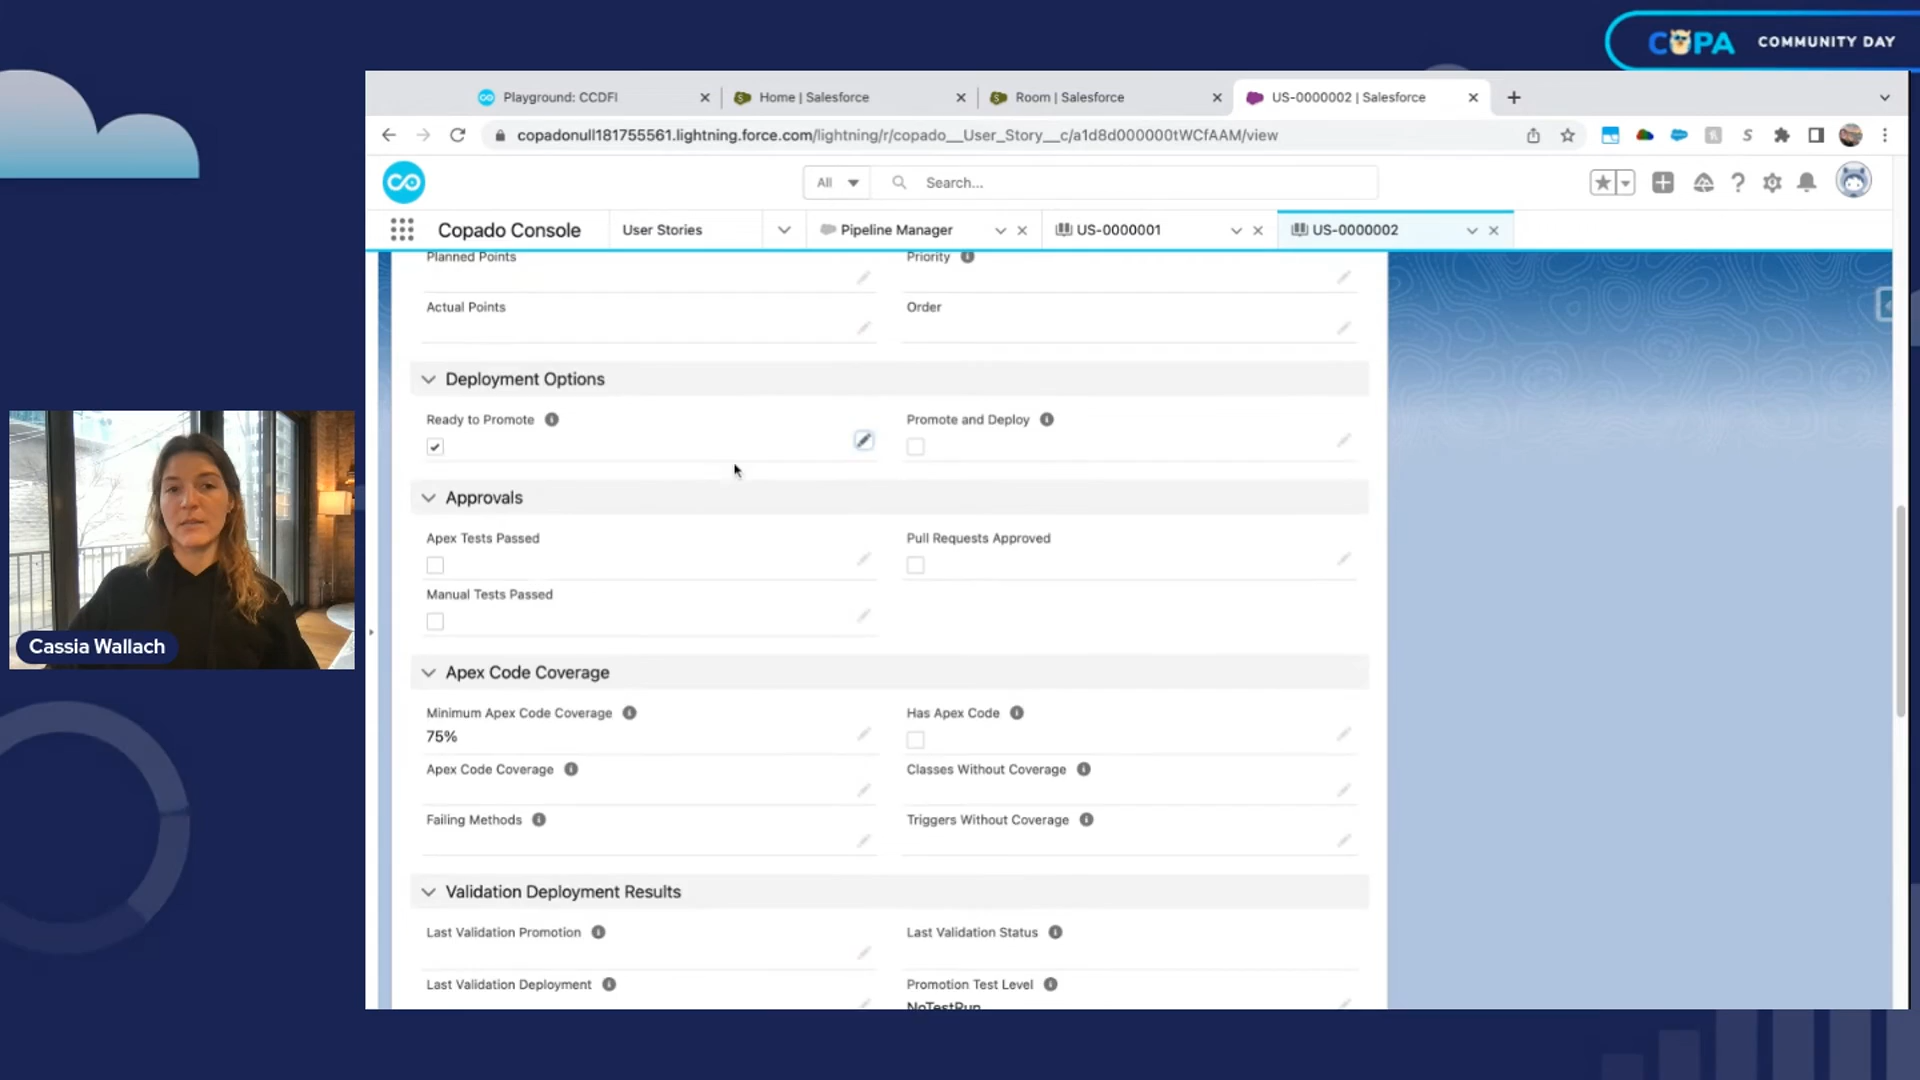 COPA COMMUNITY DAY
Playground: CCDFI
Home | Salesforce
Room | Salesforce
US-0000002 | Salesforce
copadonull181755561.lightning.force.com/lightning/r/copado__User_Story__c/a1d8d000000tWCfAAM/view
All
Search...
Copado Console
User Stories
Pipeline Manager
US-0000001
US-0000002
Planned Points
Priority
Actual Points
Order
Deployment Options
Ready to Promote
Promote and Deploy
Approvals
Apex Tests Passed
Pull Requests Approved
Manual Tests Passed
Cassia Wallach
Apex Code Coverage
Minimum Apex Code Coverage
75%
Has Apex Code
Apex Code Coverage
Classes Without Coverage
Failing Methods
Triggers Without Coverage
Validation Deployment Results
Last Validation Promotion
Last Validation Status
Last Validation Deployment
Promotion Test Level
NoTestRun